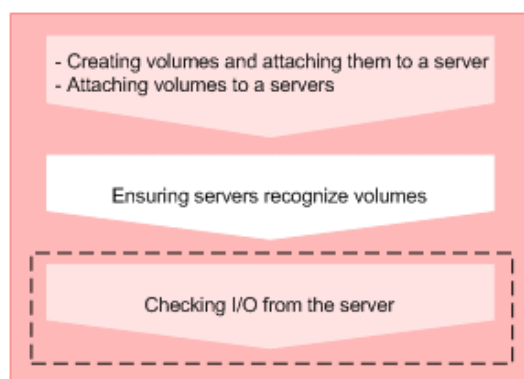 - Creating volumes and attaching them to a server
- Attaching volumes to a servers
Ensuring servers recognize volumes
Checking I/O from the server